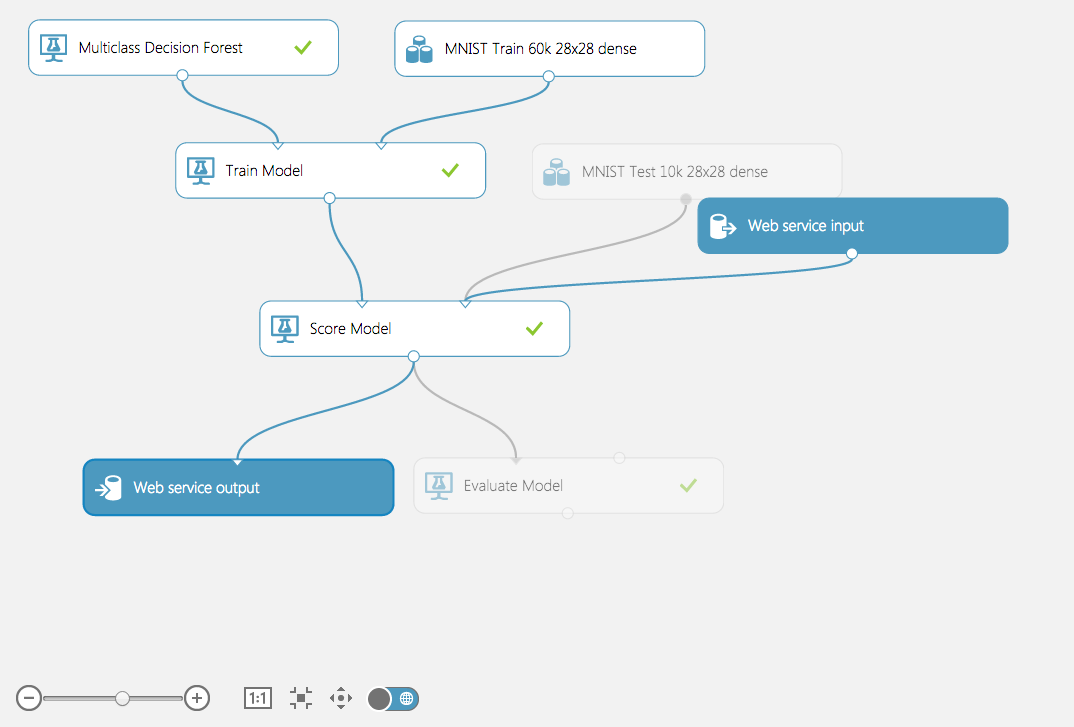 Multiclass Decision Forest
MNIST Train 60k 28x28 dense
Train Model
MNIST Test 10k 28x28 dense
Web service input
Score Model
Web service output
Evaluate Model
1:1